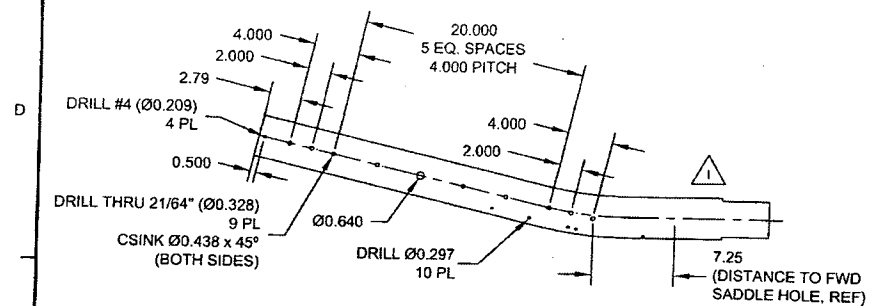 D
20.000
5 EQ. SPACES
4.000 PITCH
4.000
2.000
2.79
DRILL #4 (Ø0.209)
4 PL
0.500
DRILL THRU 21/64" (Ø0.328)
9 PL
CSINK Ø0.438 x 45º
(BOTH SIDES)
Ø0.640
4.000
2.000
DRILL Ø0.297
10 PL
1
7.25
(DISTANCE TO FWD
SADDLE HOLE, REF)